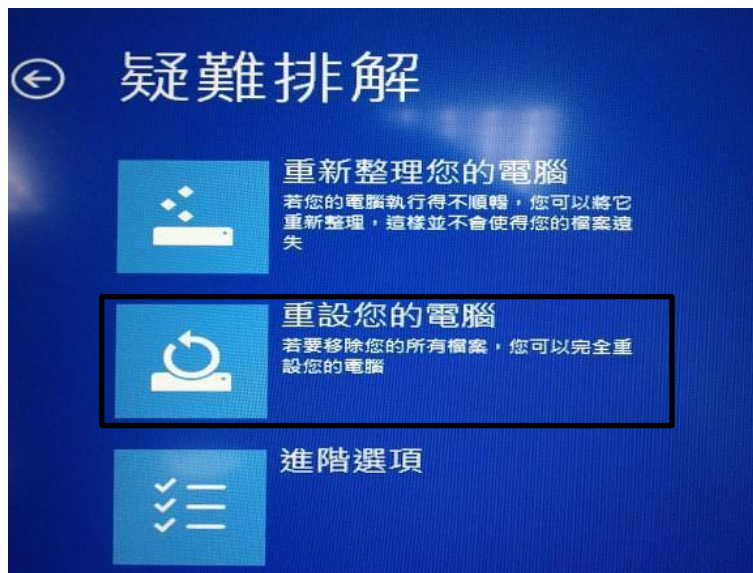 疑難排解
重新整理您的電腦
若您的電腦執行得不順暢，您可以將它
重新整理，這樣並不會使得您的檔案遺
失
重設您的電腦
若要移除您的所有檔案，您可以完全重
設您的電腦
進階選項